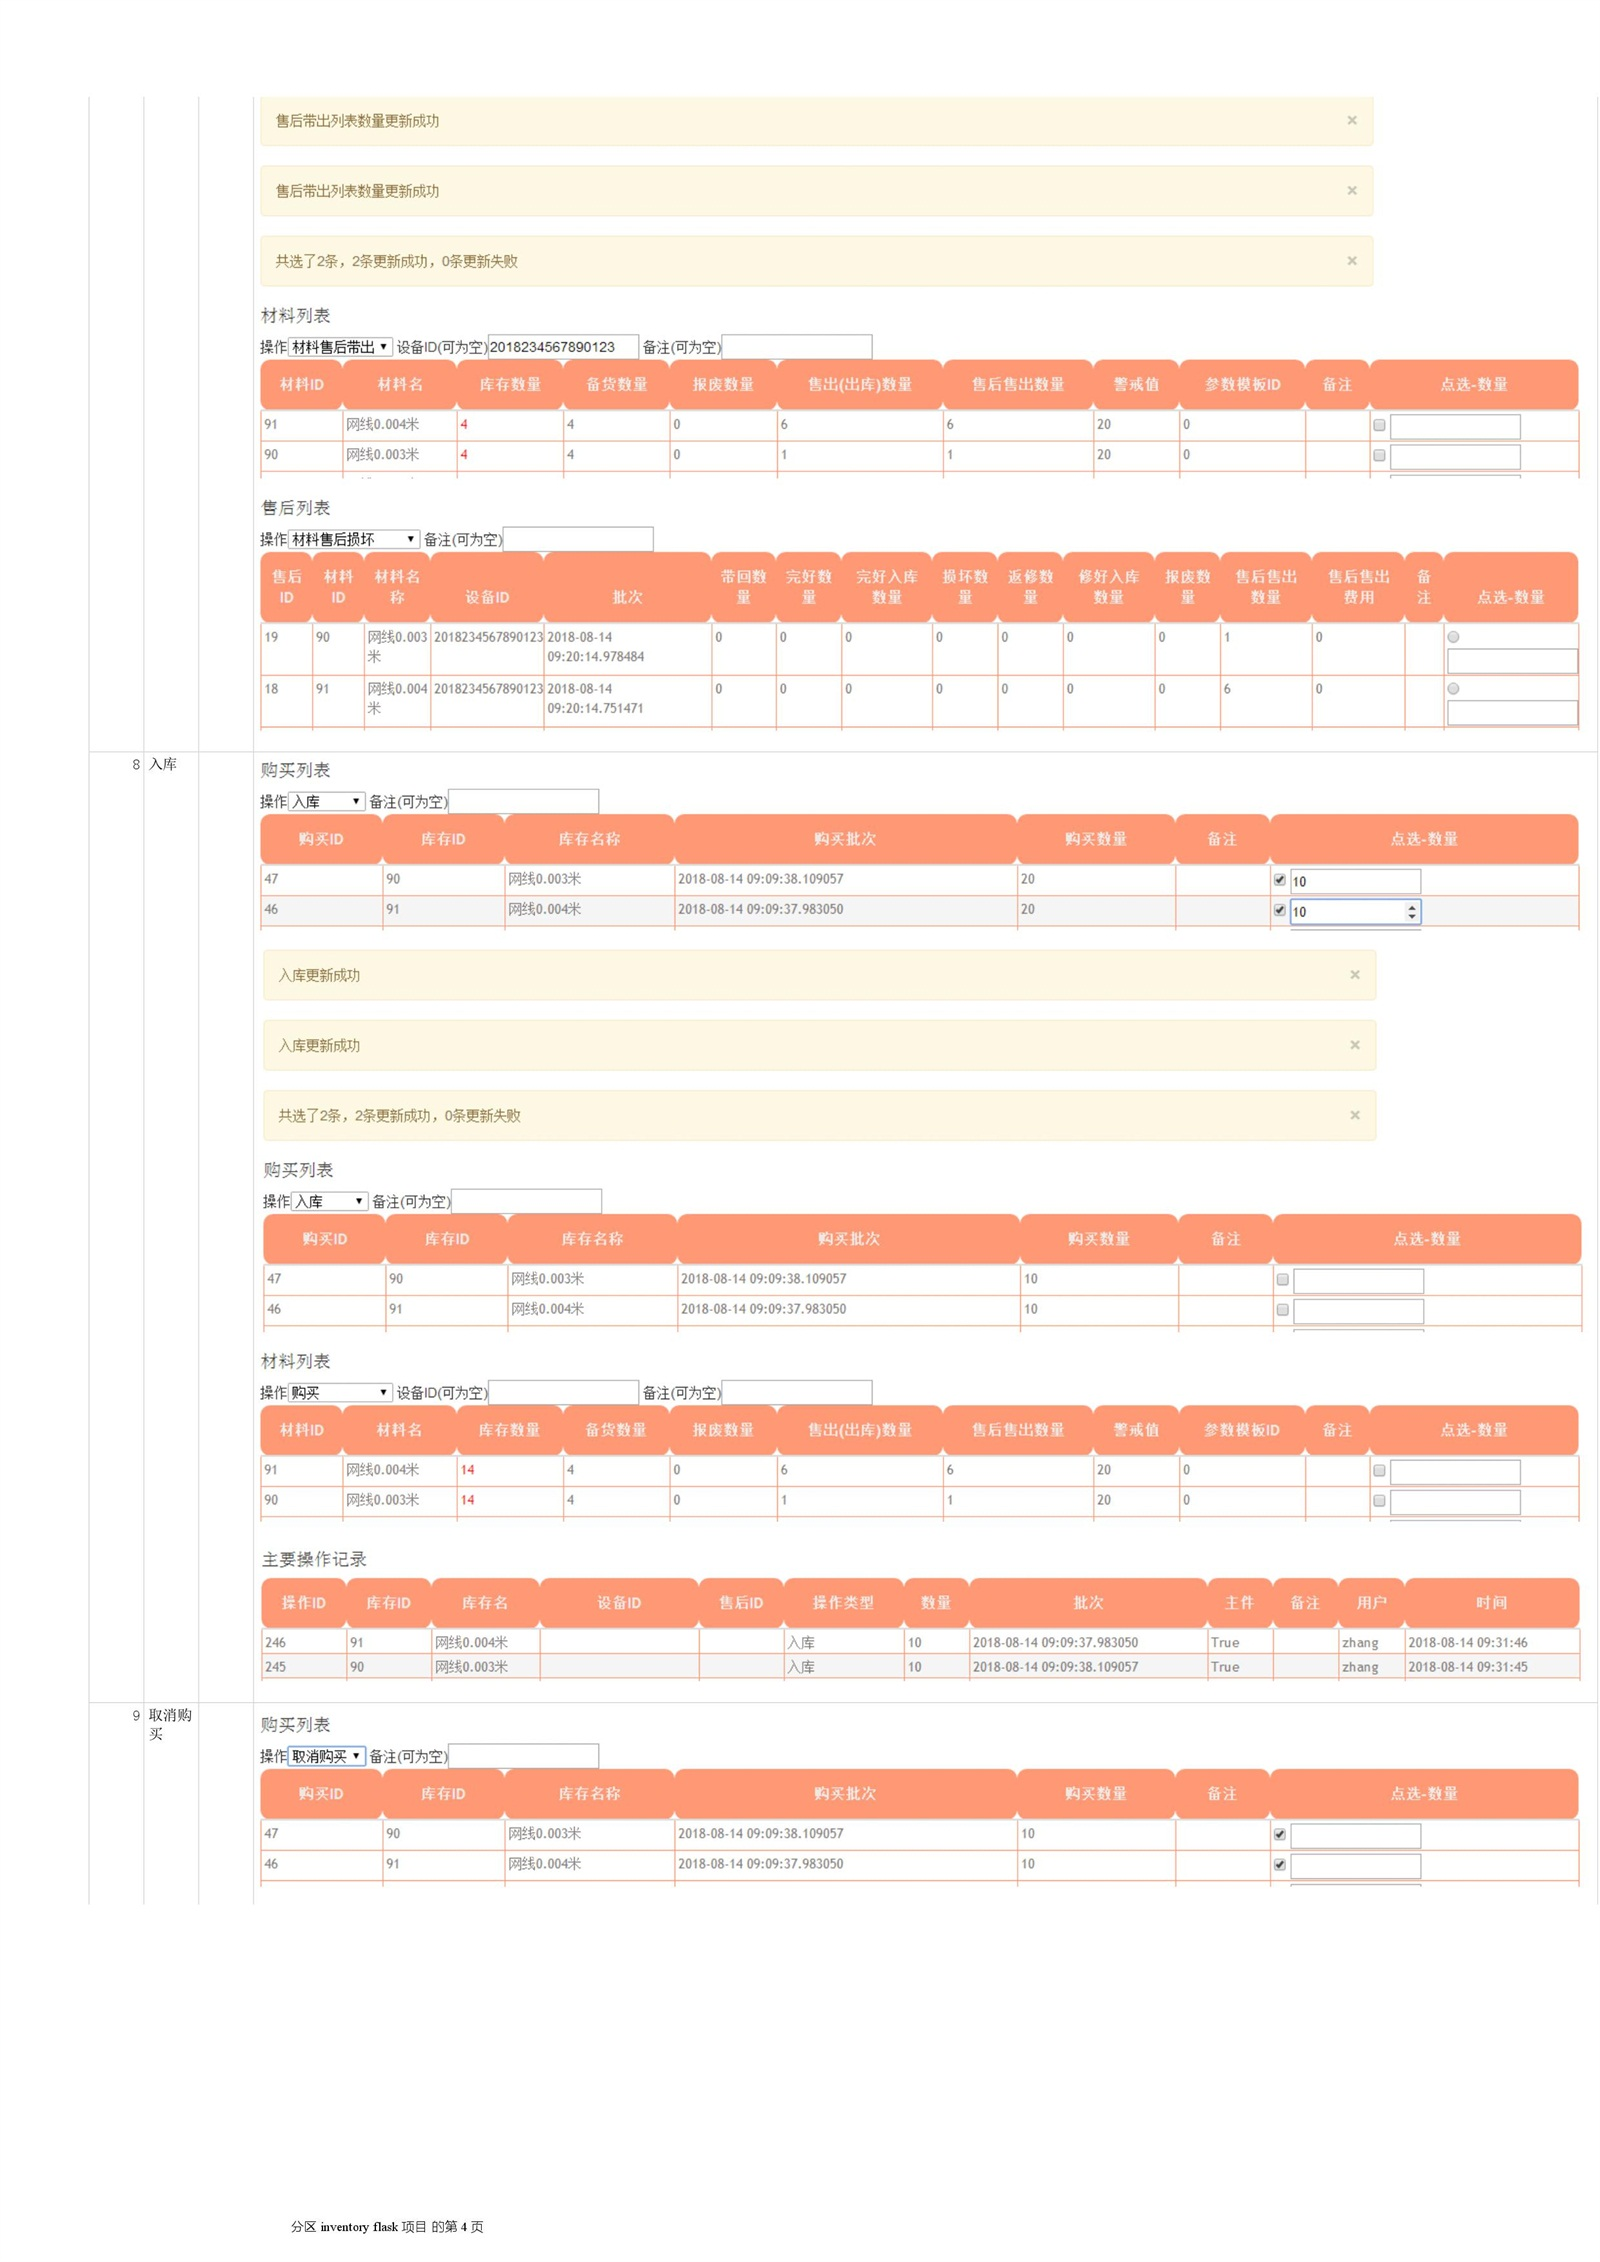 售后带出列表数量更新成功 ×
售后带出列表数量更新成功 ×
共选了2条，2条更新成功，0条更新失败 ×
材料列表
操作 材料售后带出 ▼ 设备ID(可为空) 2018234567890123 备注(可为空)
材料ID 材料名 库存数量 备货数量 报废数量 售出(出库)数量 售后售出数量 警戒值 参数模板ID 备注 点选-数量
91 网线0.004米 4 4 0 6 6 20 0
90 网线0.003米 4 4 0 1 1 20 0
售后列表
操作 材料售后损坏 ▼ 备注(可为空)
售后 材料 材料名 带回数 完好数 完好入库 损坏数 返修数 修好入库 报废数 售后售出 售后售出 备
ID ID 称 设备ID 批次 量 量 数量 量 量 数量 量 数量 费用 注 点选-数量
19 90 网线0.003 2018234567890123 2018-08-14 0 0 0 0 0 0 0 1 0
米 09:20:14.978484
18 91 网线0.004 2018234567890123 2018-08-14 0 0 0 0 0 0 0 6 0
米 09:20:14.751471
8 入库
购买列表
操作 入库 ▼ 备注(可为空)
购买ID 库存ID 库存名称 购买批次 购买数量 备注 点选-数量
47 90 网线0.003米 2018-08-14 09:09:38.109057 20 10
46 91 网线0.004米 2018-08-14 09:09:37.983050 20 10
入库更新成功 ×
入库更新成功 ×
共选了2条，2条更新成功，0条更新失败 ×
购买列表
操作 入库 ▼ 备注(可为空)
购买ID 库存ID 库存名称 购买批次 购买数量 备注 点选-数量
47 90 网线0.003米 2018-08-14 09:09:38.109057 10
46 91 网线0.004米 2018-08-14 09:09:37.983050 10
材料列表
操作 购买 ▼ 设备ID(可为空) 备注(可为空)
材料ID 材料名 库存数量 备货数量 报废数量 售出(出库)数量 售后售出数量 警戒值 参数模板ID 备注 点选-数量
91 网线0.004米 14 4 0 6 6 20 0
90 网线0.003米 14 4 0 1 1 20 0
主要操作记录
操作ID 库存ID 库存名 设备ID 售后ID 操作类型 数量 批次 主件 备注 用户 时间
246 91 网线0.004米 入库 10 2018-08-14 09:09:37.983050 True zhang 2018-08-14 09:31:46
245 90 网线0.003米 入库 10 2018-08-14 09:09:38.109057 True zhang 2018-08-14 09:31:45
9 取消购
买
购买列表
操作 取消购买 ▼ 备注(可为空)
购买ID 库存ID 库存名称 购买批次 购买数量 备注 点选-数量
47 90 网线0.003米 2018-08-14 09:09:38.109057 10
46 91 网线0.004米 2018-08-14 09:09:37.983050 10
分区 inventory flask 项目 的第 4 页